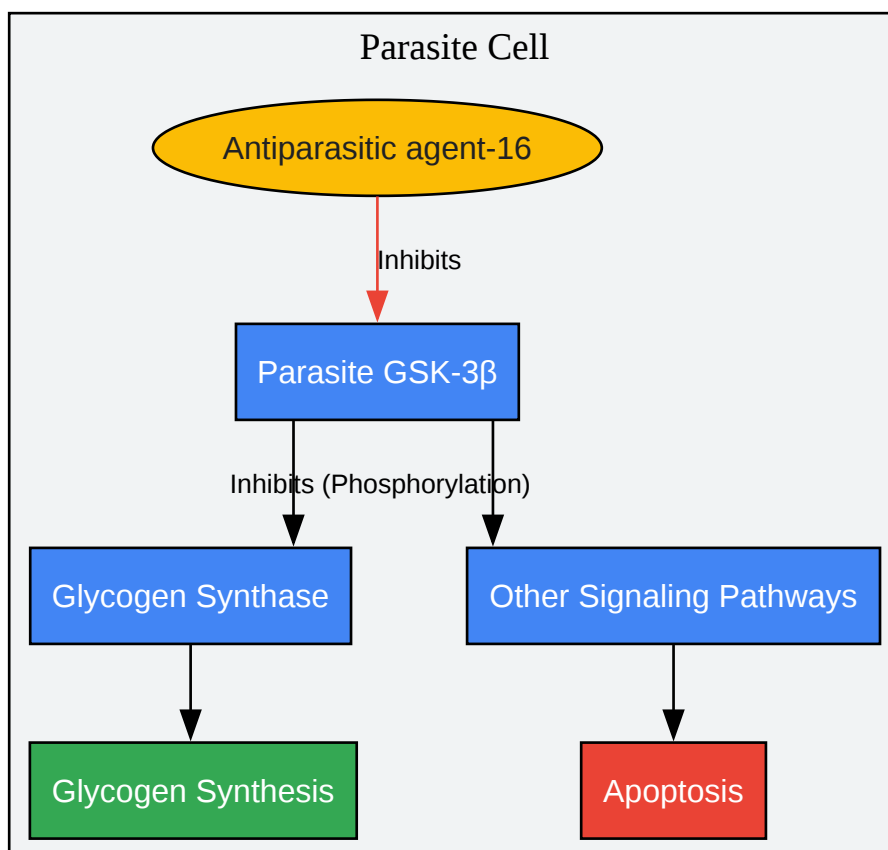 Parasite Cell
Antiparasitic agent-16
Inhibits
Parasite GSK-3β
Inhibits (Phosphorylation)
Glycogen Synthase
Other Signaling Pathways
Glycogen Synthesis
Apoptosis